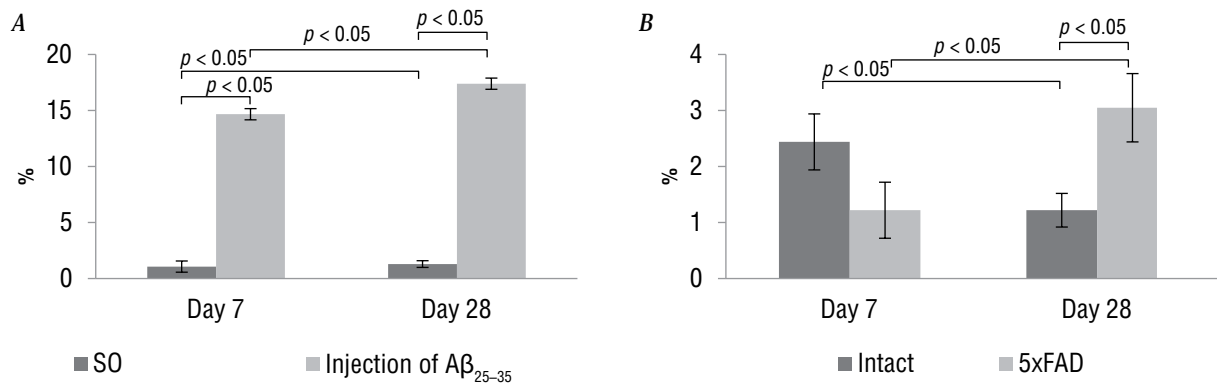 A
p < 0.05
p < 0.05
p < 0.05
p < 0.05
20
15
10
5
0
%
Day 7
Day 28
SO
Injection of Aβ25–35
B
p < 0.05
p < 0.05
p < 0.05
4
3
2
1
0
%
Day 7
Day 28
Intact
5xFAD